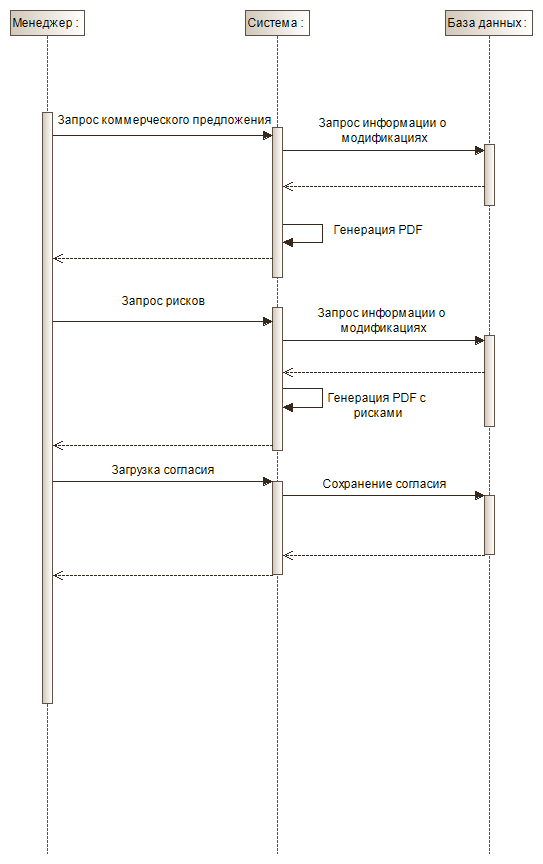 Менеджер :
Система :
База данных :
Запрос коммерческого предложения
Запрос информации о
модификациях
Генерация PDF
Запрос рисков
Запрос информации о
модификациях
Генерация PDF с
рисками
Загрузка согласия
Сохранение согласия